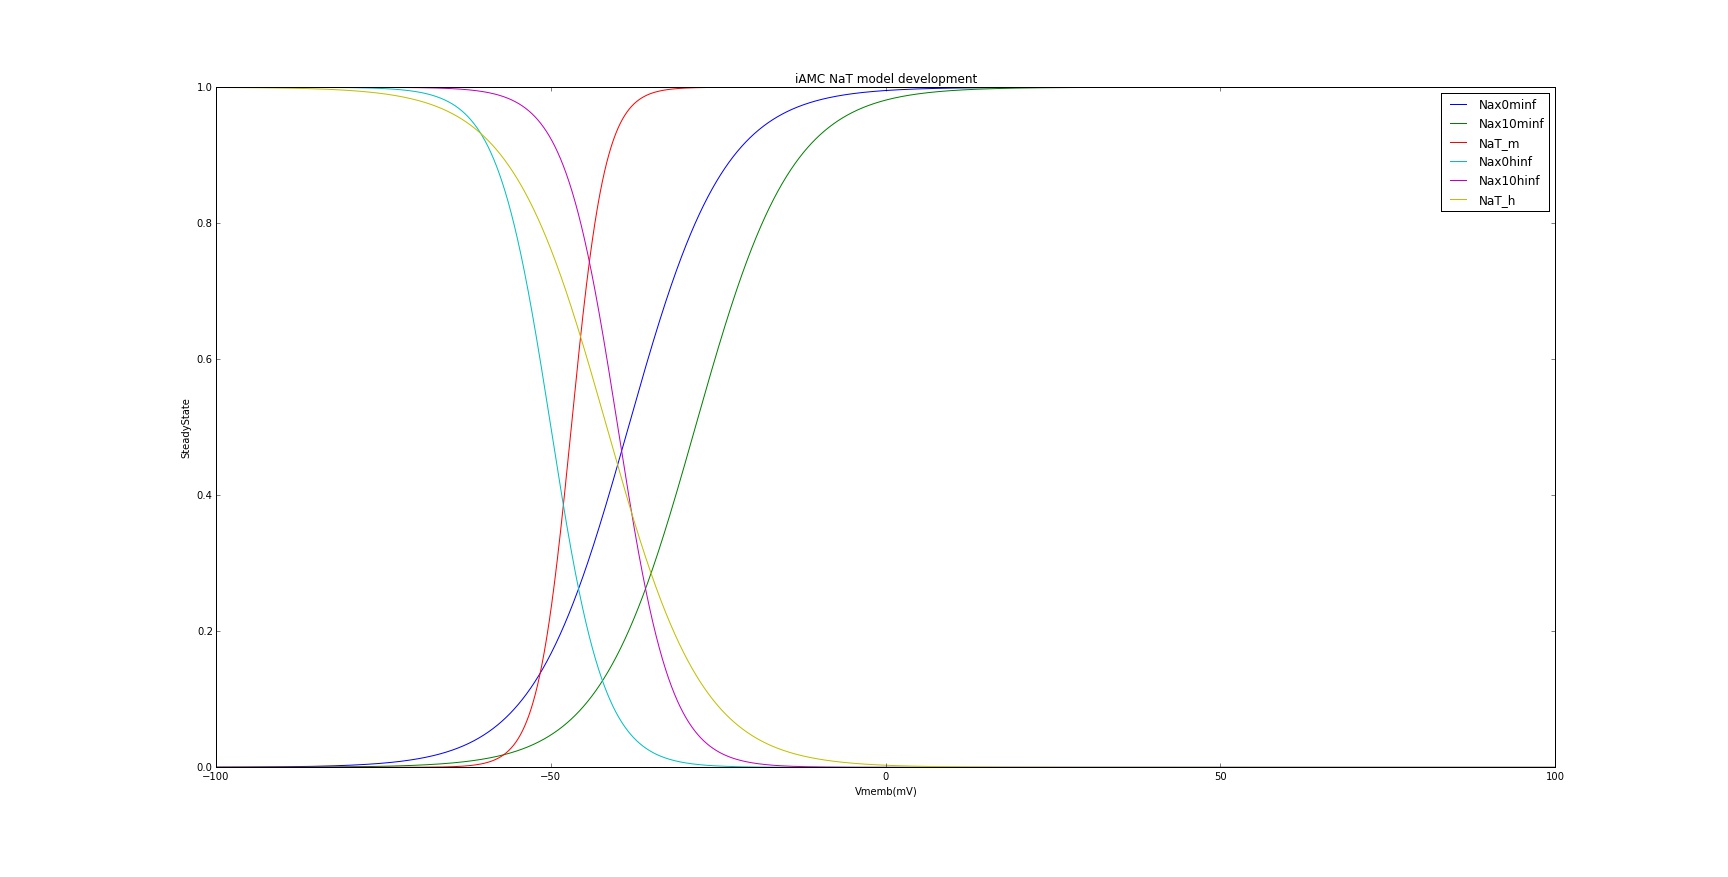 iAMC NaT model development
1.0
0.8
0.6
0.4
0.2
0.0
SteadyState
−100
−50
0
50
100
Vmemb(mV)
Nax0minf
Nax10minf
NaT_m
Nax0hinf
Nax10hinf
NaT_h